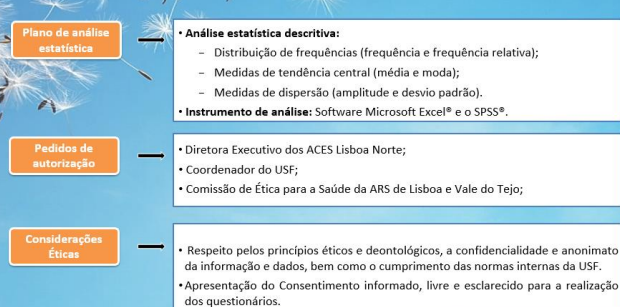 Plano de análise
estatística
• Análise estatística descritiva:
– Distribuição de frequências (frequência e frequência relativa);
– Medidas de tendência central (média e moda);
– Medidas de dispersão (amplitude e desvio padrão).
• Instrumento de análise: Software Microsoft Excel® e o SPSS®.
Pedidos de
autorização
• Diretora Executivo dos ACES Lisboa Norte;
• Coordenador do USF;
• Comissão de Ética para a Saúde da ARS de Lisboa e Vale do Tejo;
Considerações
Éticas
• Respeito pelos princípios éticos e deontológicos, a confidencialidade e anonimato
da informação e dados, bem como o cumprimento das normas internas da USF.
• Apresentação do Consentimento informado, livre e esclarecido para a realização
dos questionários.